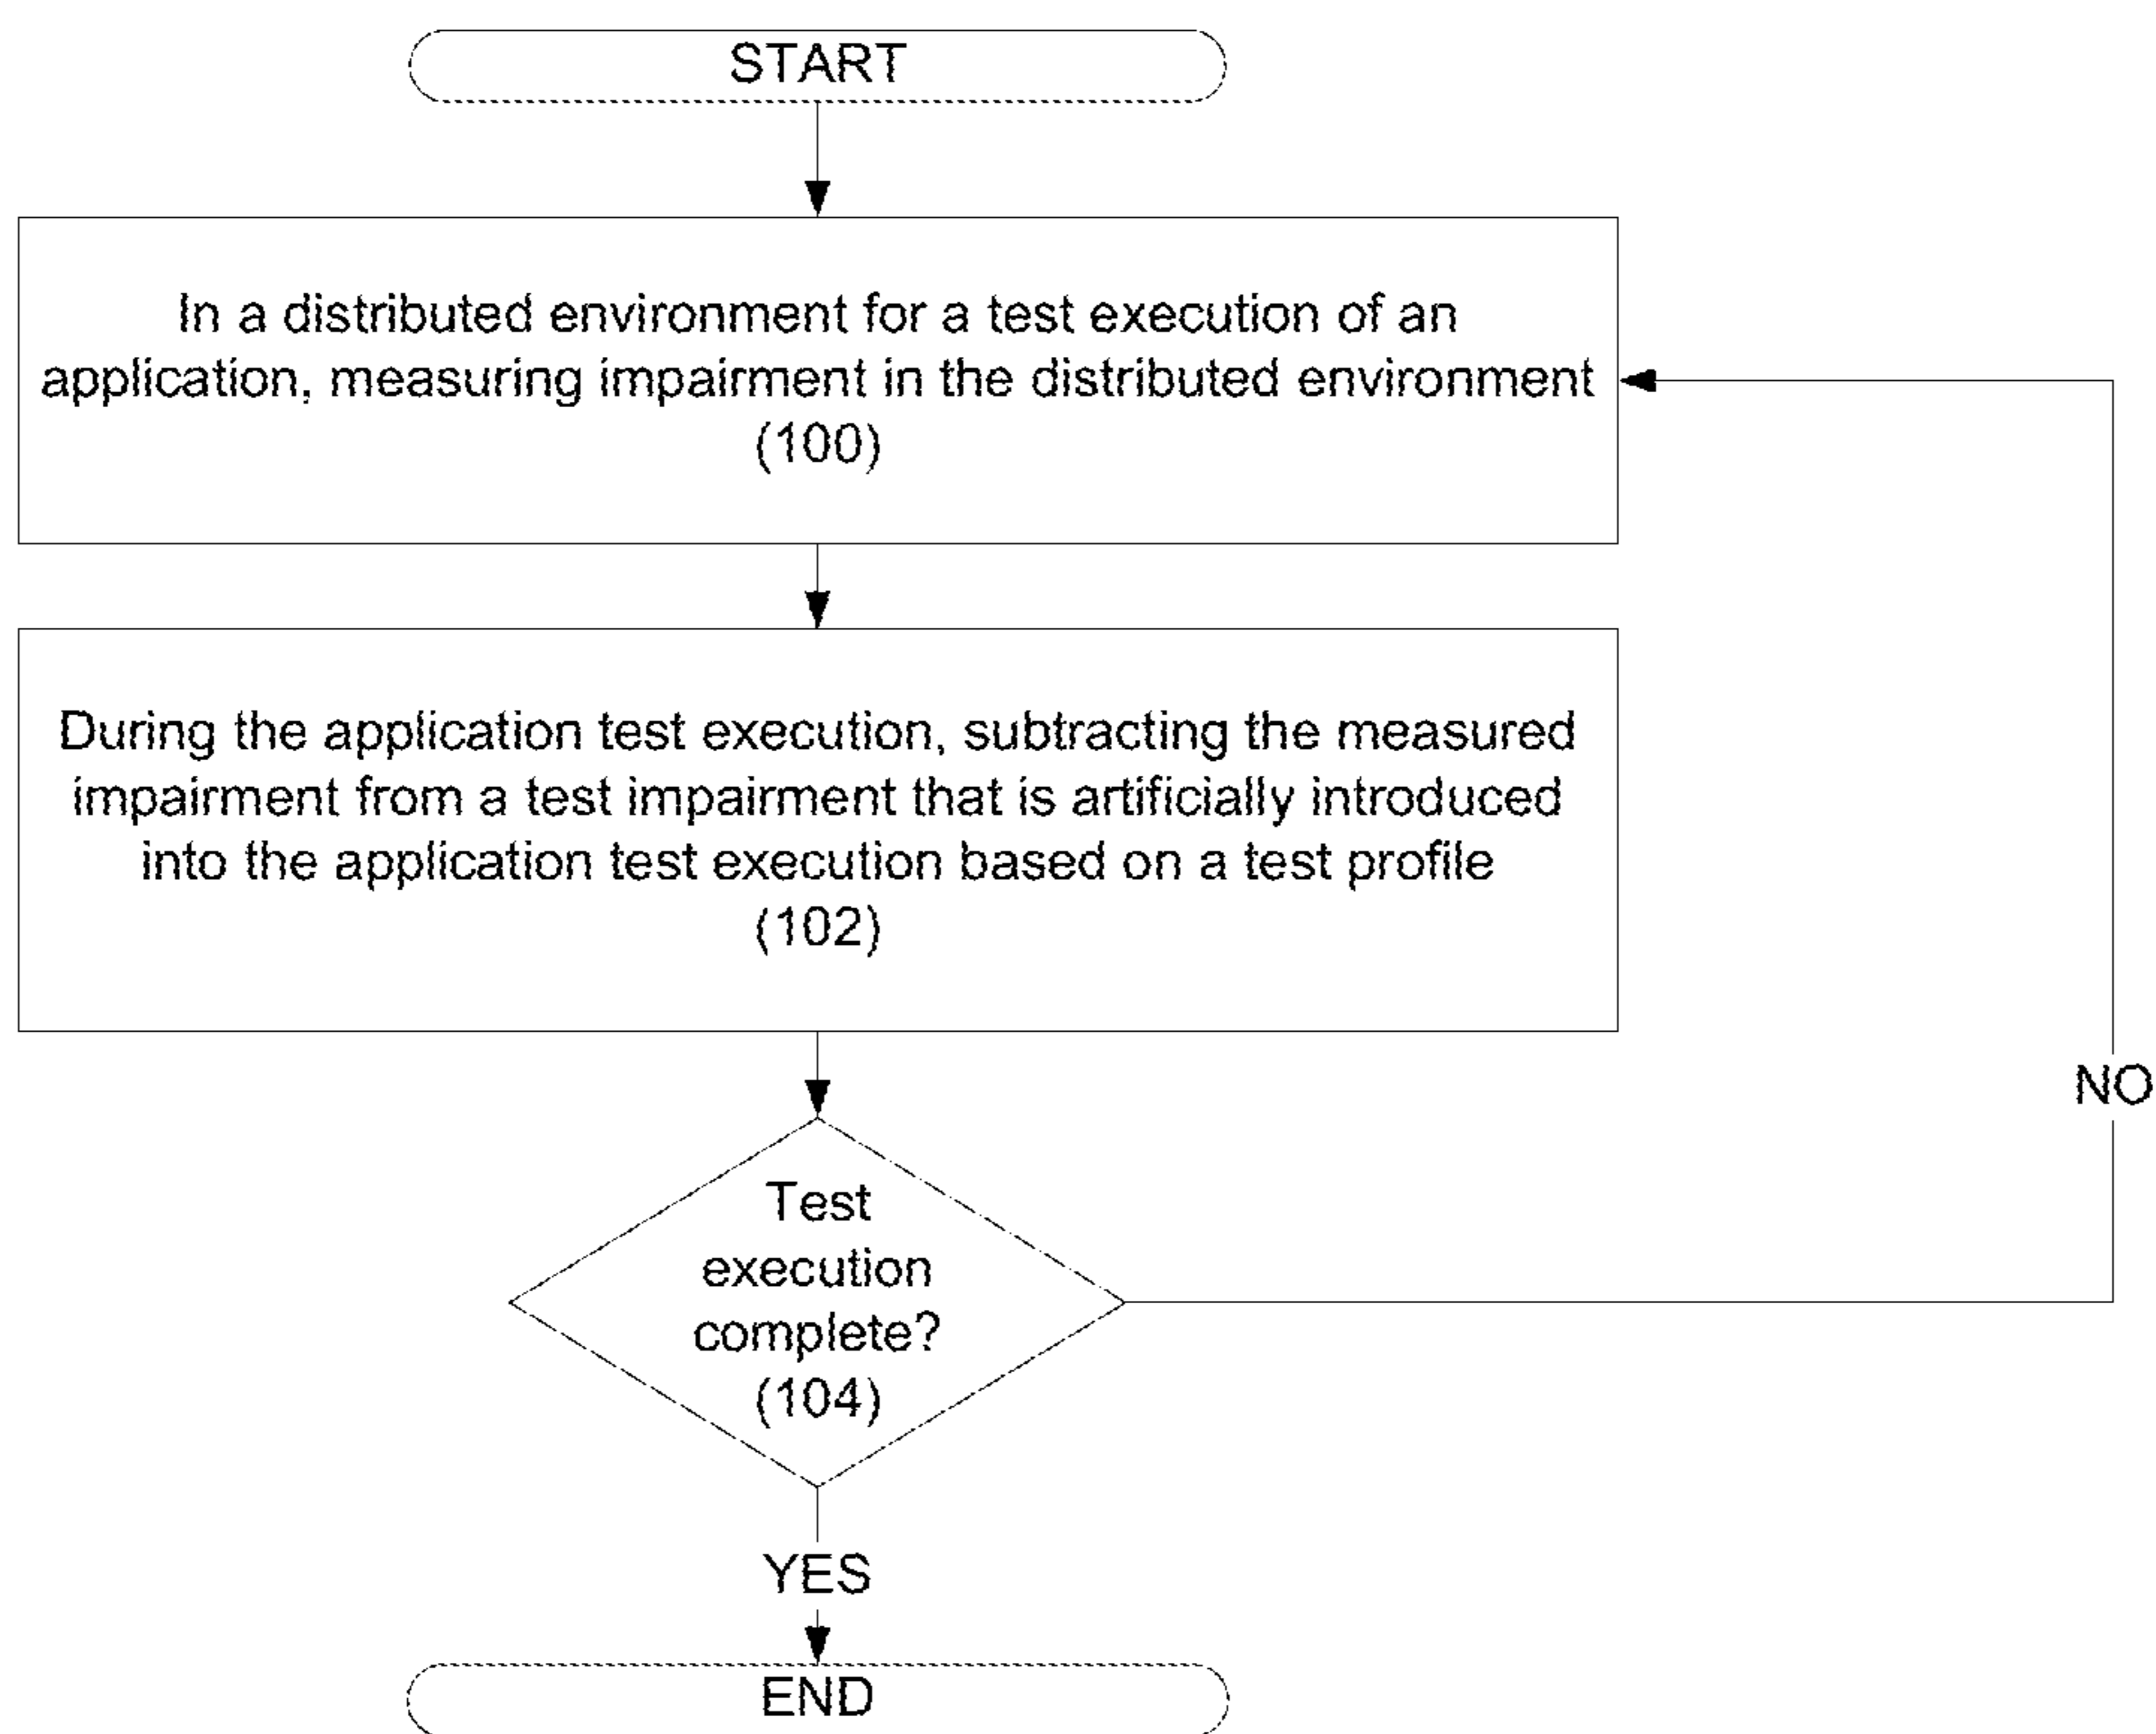 START
In a distributed environment for a test execution of an
application, measuring impairment in the distributed environment
(100)
During the application test execution, subtracting the measured
impairment from a test impairment that is artificially introduced
into the application test execution based on a test profile
(102)
NO
Test
execution
complete?
(104)
YES
END